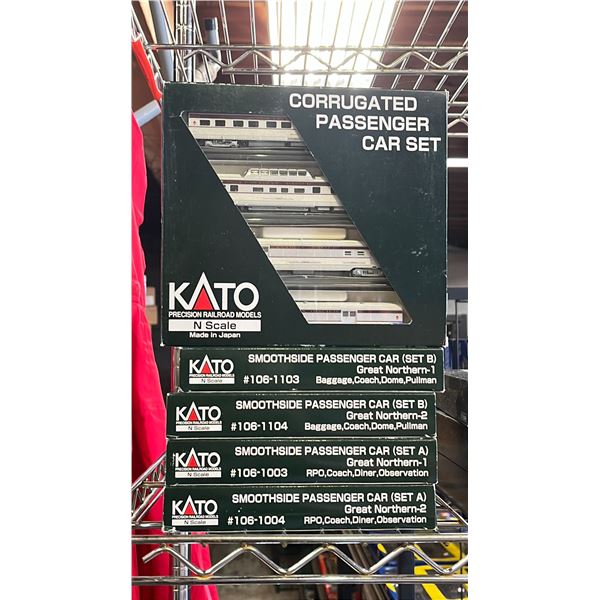 CORRUGATED
PASSENGER
CAR SET
KATO
PRECISION RAILROAD MODELS
N Scale
Made in Japan
KATO
PRECISION RAILROAD MODELS
N Scale
#106-1103
SMOOTHSIDE PASSENGER CAR (SET B)
Great Northern-1
Baggage,Coach,Dome,Pullman
KATO
PRECISION RAILROAD MODELS
N Scale
#106-1104
SMOOTHSIDE PASSENGER CAR (SET B)
Great Northern-2
Baggage,Coach,Dome,Pullman
KATO
PRECISION RAILROAD MODELS
N Scale
#106-1003
SMOOTHSIDE PASSENGER CAR (SET A)
Great Northern-1
RPO,Coach,Diner,Observation
KATO
PRECISION RAILROAD MODELS
N Scale
#106-1004
SMOOTHSIDE PASSENGER CAR (SET A)
Great Northern-2
RPO,Coach,Diner,Observation